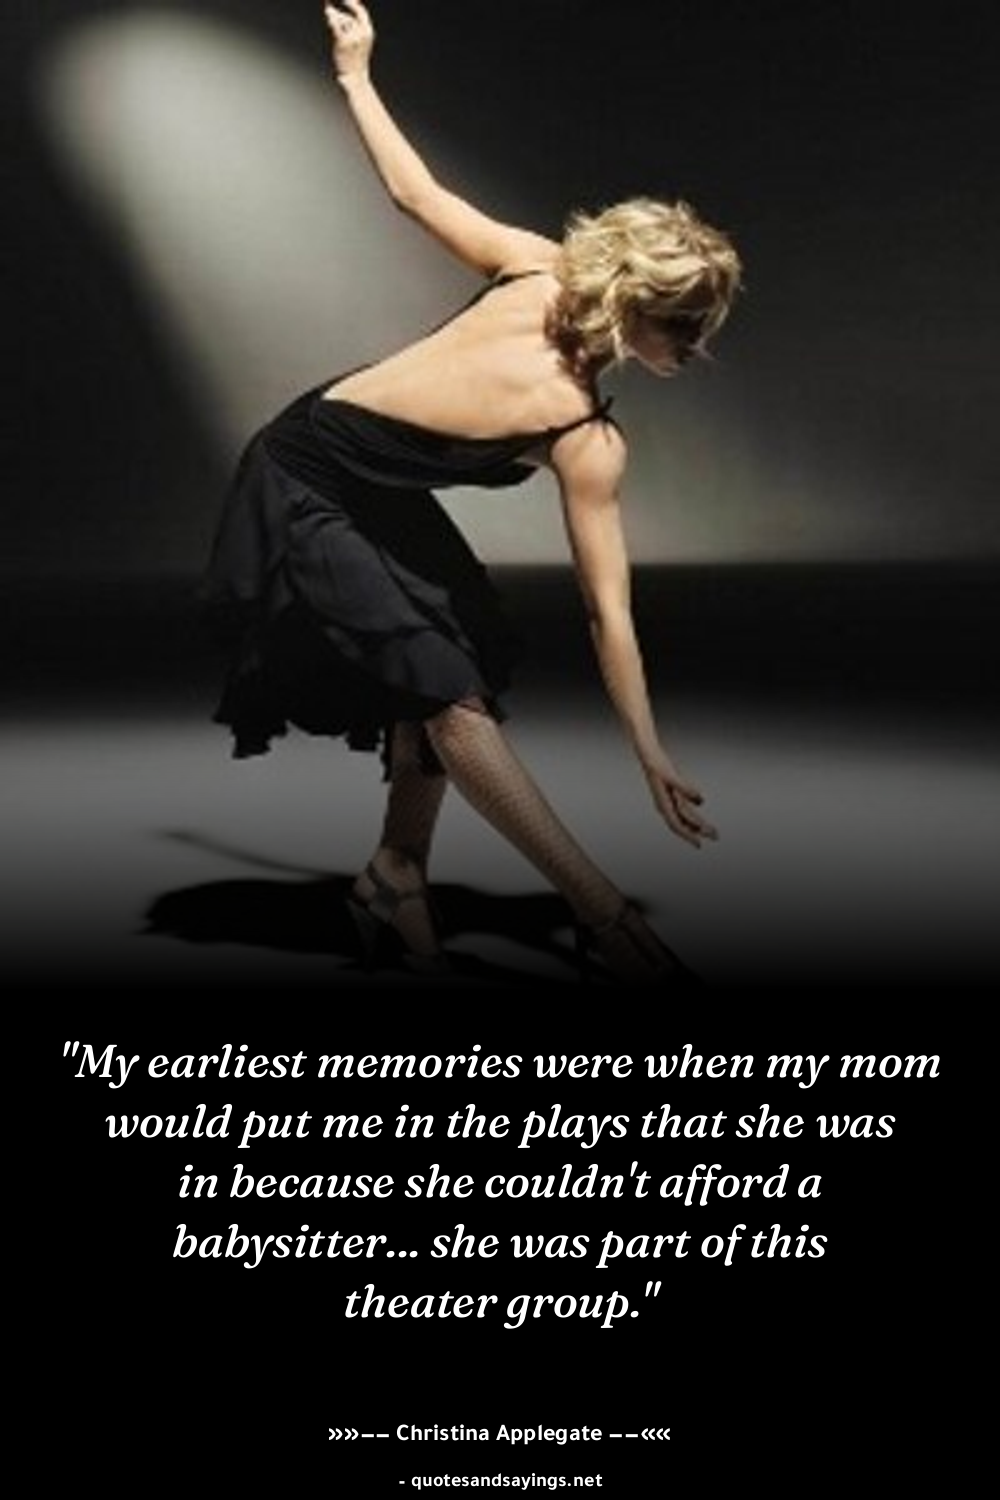 "My earliest memories were when my mom
would put me in the plays that she was
in because she couldn't afford a
babysitter... she was part of this
theater group."
»»–– Christina Applegate ––««
- quotesandsayings.net